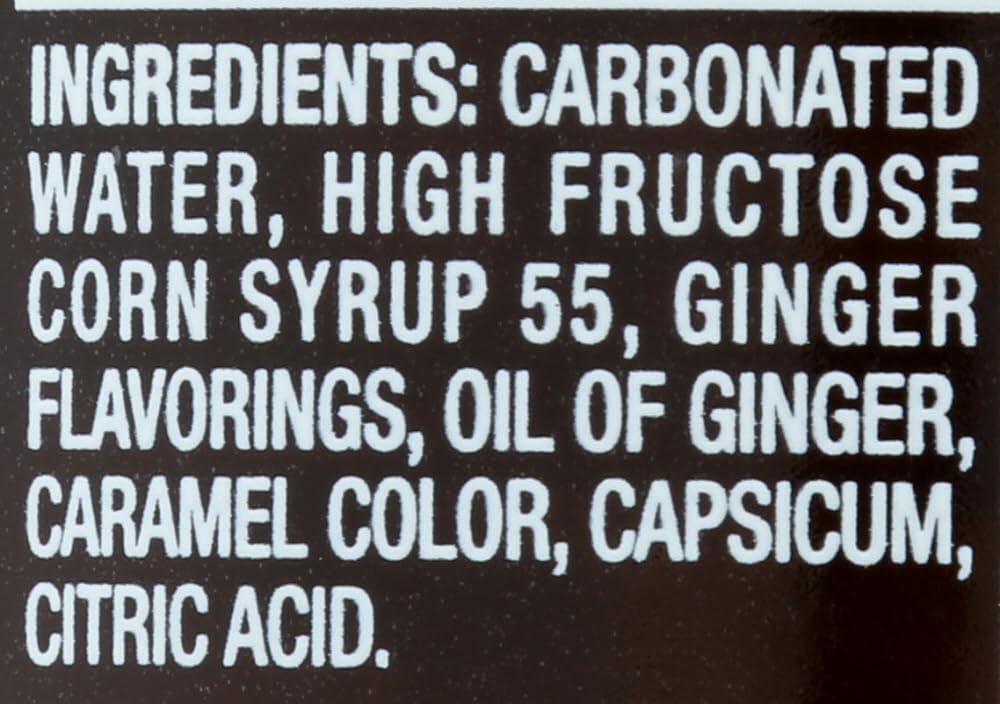 INGREDIENTS: CARBONATED
WATER, HIGH FRUCTOSE
CORN SYRUP 55, GINGER
FLAVORINGS, OIL OF GINGER,
CARAMEL COLOR, CAPSICUM,
CITRIC ACID.